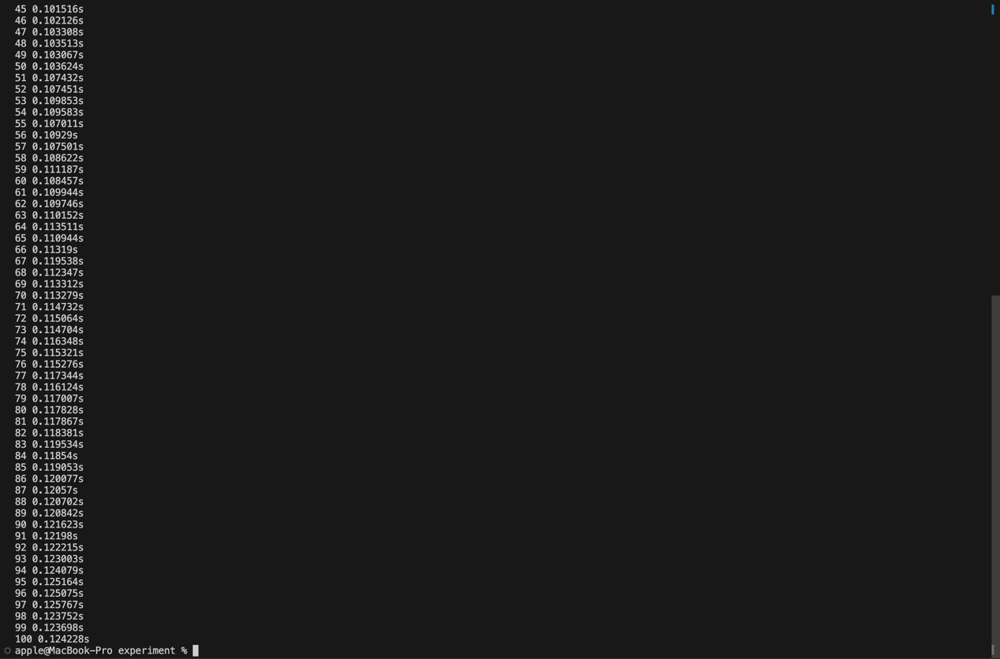 45 0.101516s
46 0.102126s
47 0.103308s
48 0.103513s
49 0.103067s
50 0.103624s
51 0.107432s
52 0.107451s
53 0.109853s
54 0.109583s
55 0.107011s
56 0.10929s
57 0.107501s
58 0.108622s
59 0.111187s
60 0.108457s
61 0.109944s
62 0.109746s
63 0.110152s
64 0.113511s
65 0.110944s
66 0.11319s
67 0.119538s
68 0.112347s
69 0.113312s
70 0.113279s
71 0.114732s
72 0.115064s
73 0.114704s
74 0.116348s
75 0.115321s
76 0.115276s
77 0.117344s
78 0.116124s
79 0.117007s
80 0.117828s
81 0.117867s
82 0.118381s
83 0.119534s
84 0.11854s
85 0.119053s
86 0.120077s
87 0.12057s
88 0.120702s
89 0.120842s
90 0.121623s
91 0.12198s
92 0.122215s
93 0.123003s
94 0.124079s
95 0.125164s
96 0.125075s
97 0.125767s
98 0.123752s
99 0.123698s
100 0.124228s
apple@MacBook-Pro experiment %